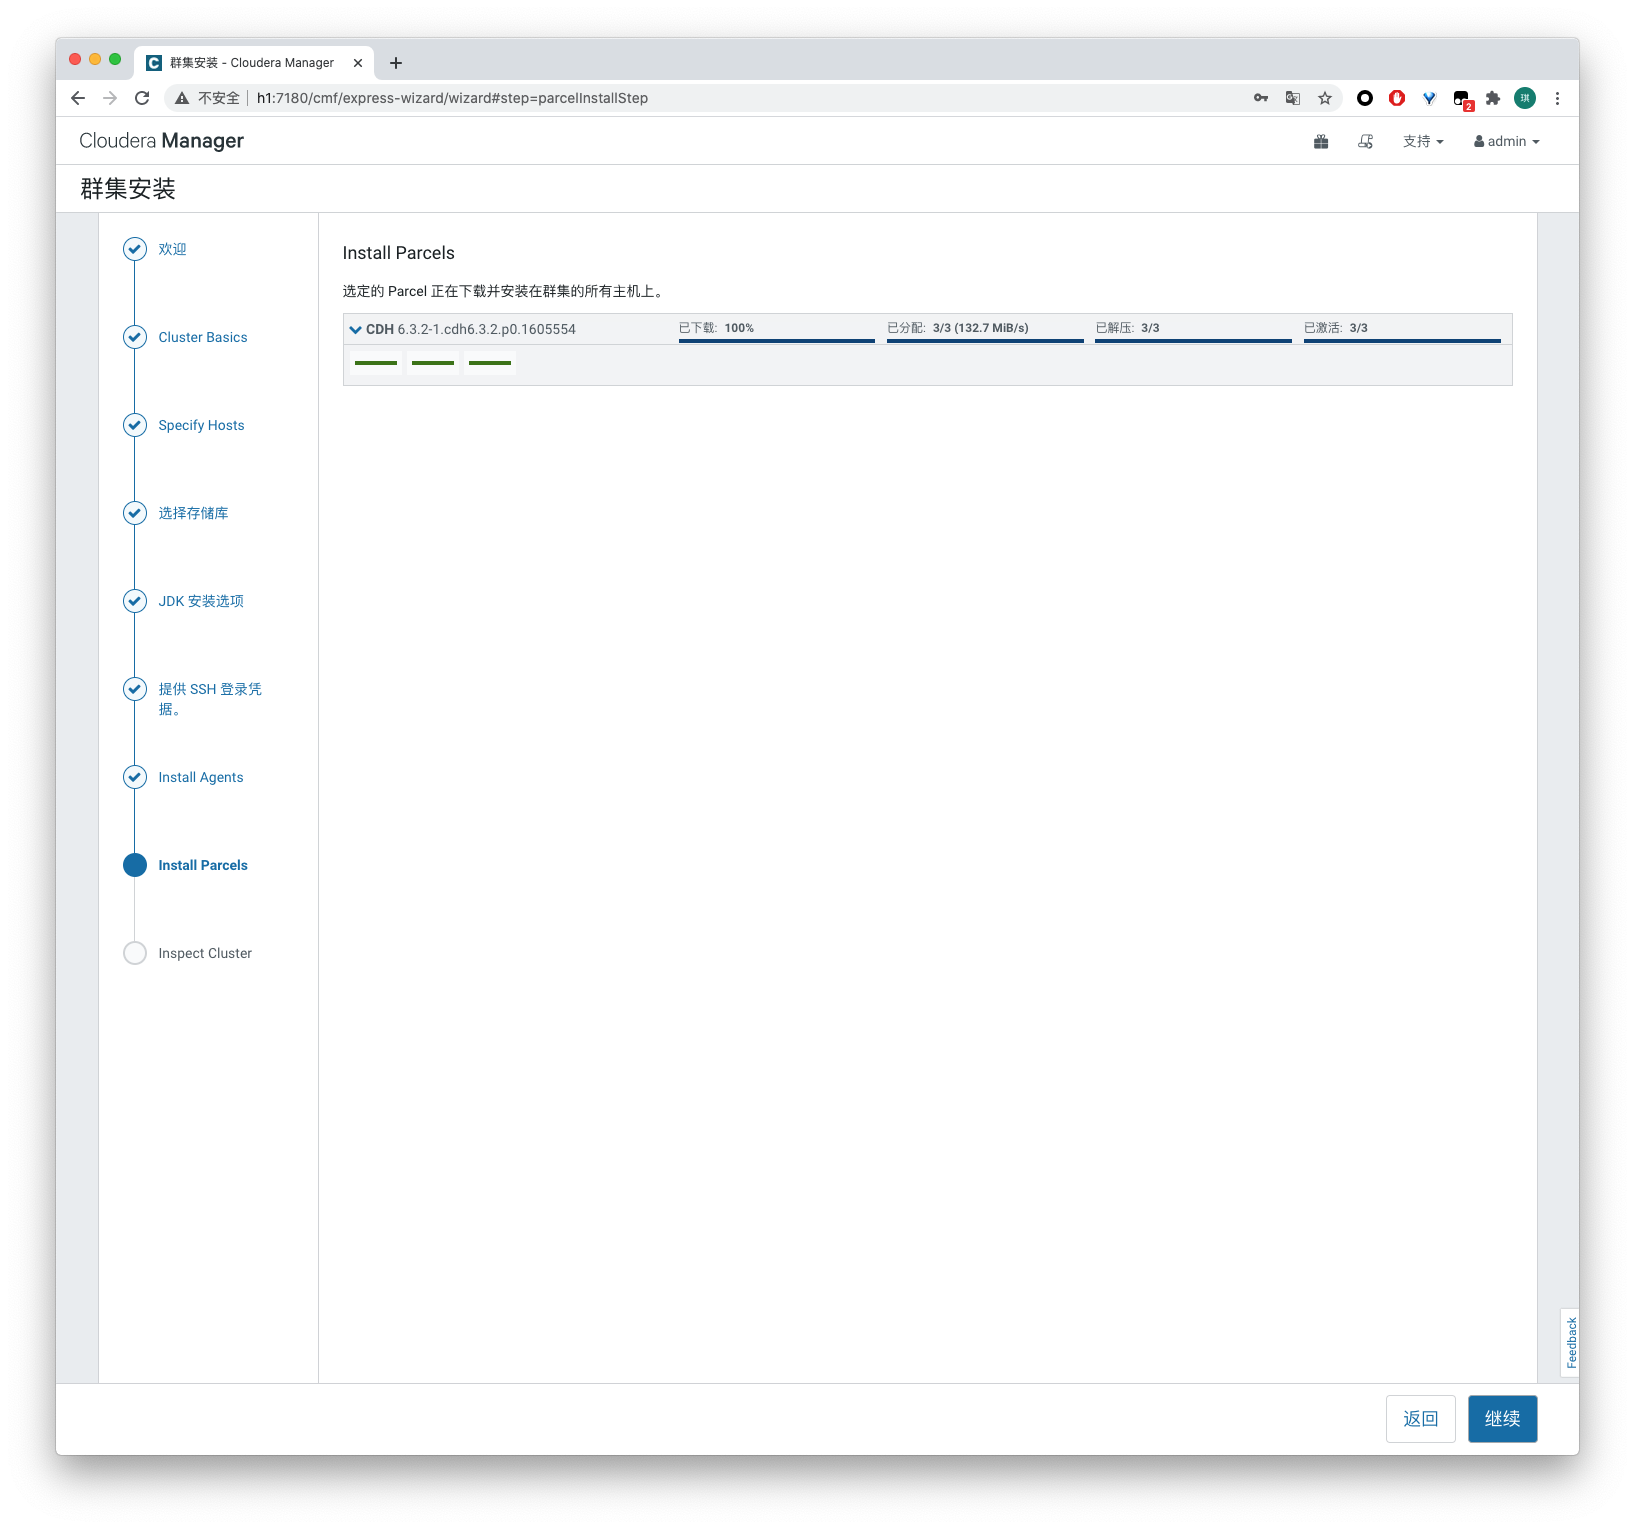 群集安装 - Cloudera Manager
不安全 h1:7180/cmf/express-wizard/wizard#step=parcelInstallStep
2
琪
Cloudera Manager
支持
admin
群集安装
欢迎
Cluster Basics
Specify Hosts
选择存储库
JDK 安装选项
提供 SSH 登录凭
据。
Install Agents
Install Parcels
Inspect Cluster
Install Parcels
选定的 Parcel 正在下载并安装在群集的所有主机上。
CDH 6.3.2-1.cdh6.3.2.p0.1605554 已下载: 100% 已分配: 3/3 (132.7 MiB/s) 已解压: 3/3 已激活: 3/3
Feedback
返回 继续